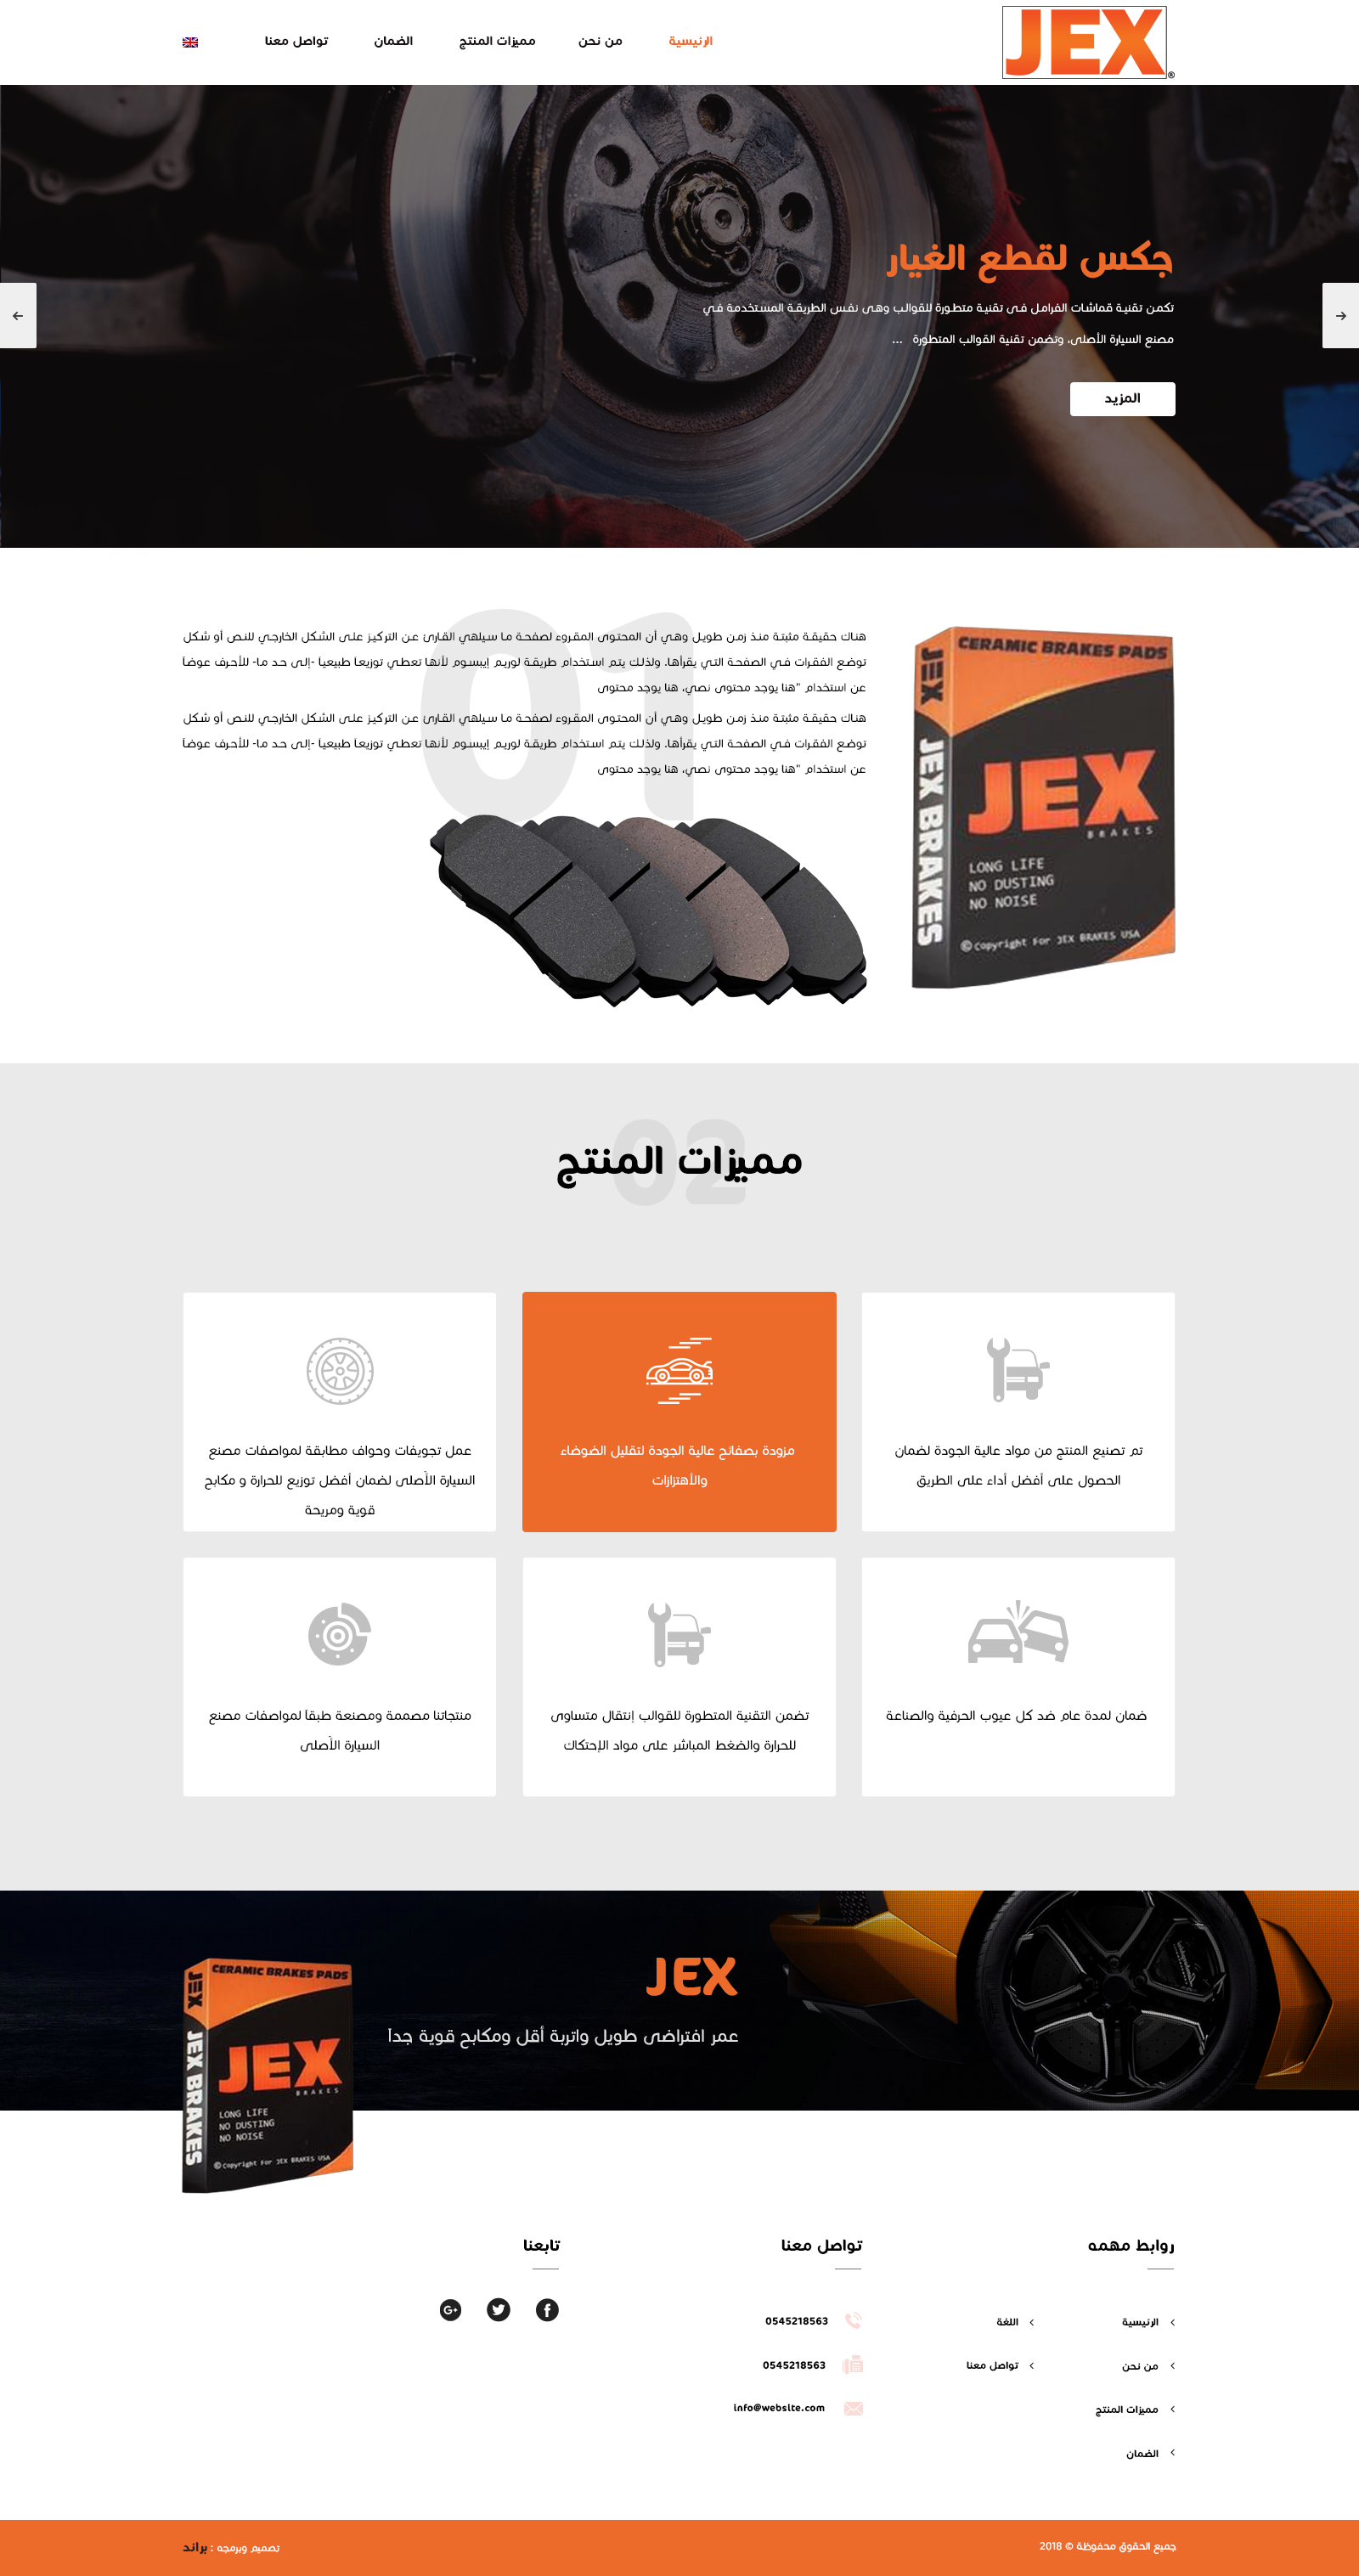 JEX®
الرئيسية
من نحن
مميزات المنتج
الضمان
تواصل معنا
جكس لقطع الغيار
تكمن تقنية قماشات الفرامل فى تقنية متطورة للقوالب وهى نفس الطريقة المستخدمة في
مصنع السيارة الأصلى، وتضمن تقنية القوالب المتطورة ...
المزيد
01
هناك حقيقة مثبتة منذ زمن طويل وهي أن المحتوى المقروء لصفحة ما سيلهي القارئ عن التركيز على الشكل الخارجي للنص أو شكل
توضع الفقرات في الصفحة التي يقرأها. ولذلك يتم استخدام طريقة لوريم إيبسوم لأنها تعطي توزيعاَ طبيعياَ -إلى حد ما- للأحرف عوضاً
عن استخدام "هنا يوجد محتوى نصي، هنا يوجد محتوى
هناك حقيقة مثبتة منذ زمن طويل وهي أن المحتوى المقروء لصفحة ما سيلهي القارئ عن التركيز على الشكل الخارجي للنص أو شكل
توضع الفقرات في الصفحة التي يقرأها. ولذلك يتم استخدام طريقة لوريم إيبسوم لأنها تعطي توزيعاَ طبيعياَ -إلى حد ما- للأحرف عوضاً
عن استخدام "هنا يوجد محتوى نصي، هنا يوجد محتوى
CERAMIC BRAKES PADS
JEX
JEX BRAKES
JEX
BRAKES
LONG LIFE
NO DUSTING
NO NOISE
©Copyright For JEX BRAKES USA
02
مميزات المنتج
تم تصنيع المنتج من مواد عالية الجودة لضمان
الحصول على أفضل أداء على الطريق
مزودة بصفائح عالية الجودة لتقليل الضوضاء
والأهتزازات
عمل تجويفات وحواف مطابقة لمواصفات مصنع
السيارة الأصلى لضمان أفضل توزيع للحرارة و مكابح
قوية ومريحة
ضمان لمدة عام ضد كل عيوب الحرفية والصناعة
تضمن التقنية المتطورة للقوالب إنتقال متساوى
للحرارة والضغط المباشر على مواد الإحتكاك
منتجاتنا مصممة ومصنعة طبقاً لمواصفات مصنع
السيارة الأصلى
JEX
عمر افتراضى طويل واتربة أقل ومكابح قوية جداً
CERAMIC BRAKES PADS
JEX
JEX BRAKES
JEX
BRAKES
LONG LIFE
NO DUSTING
NO NOISE
©Copyright For JEX BRAKES USA
روابط مهمه
الرئيسية
من نحن
مميزات المنتج
الضمان
اللغة
تواصل معنا
تواصل معنا
0545218563
0545218563
info@website.com
تابعنا
G+
جميع الحقوق محفوظة © 2018
تصميم وبرمجه : براند